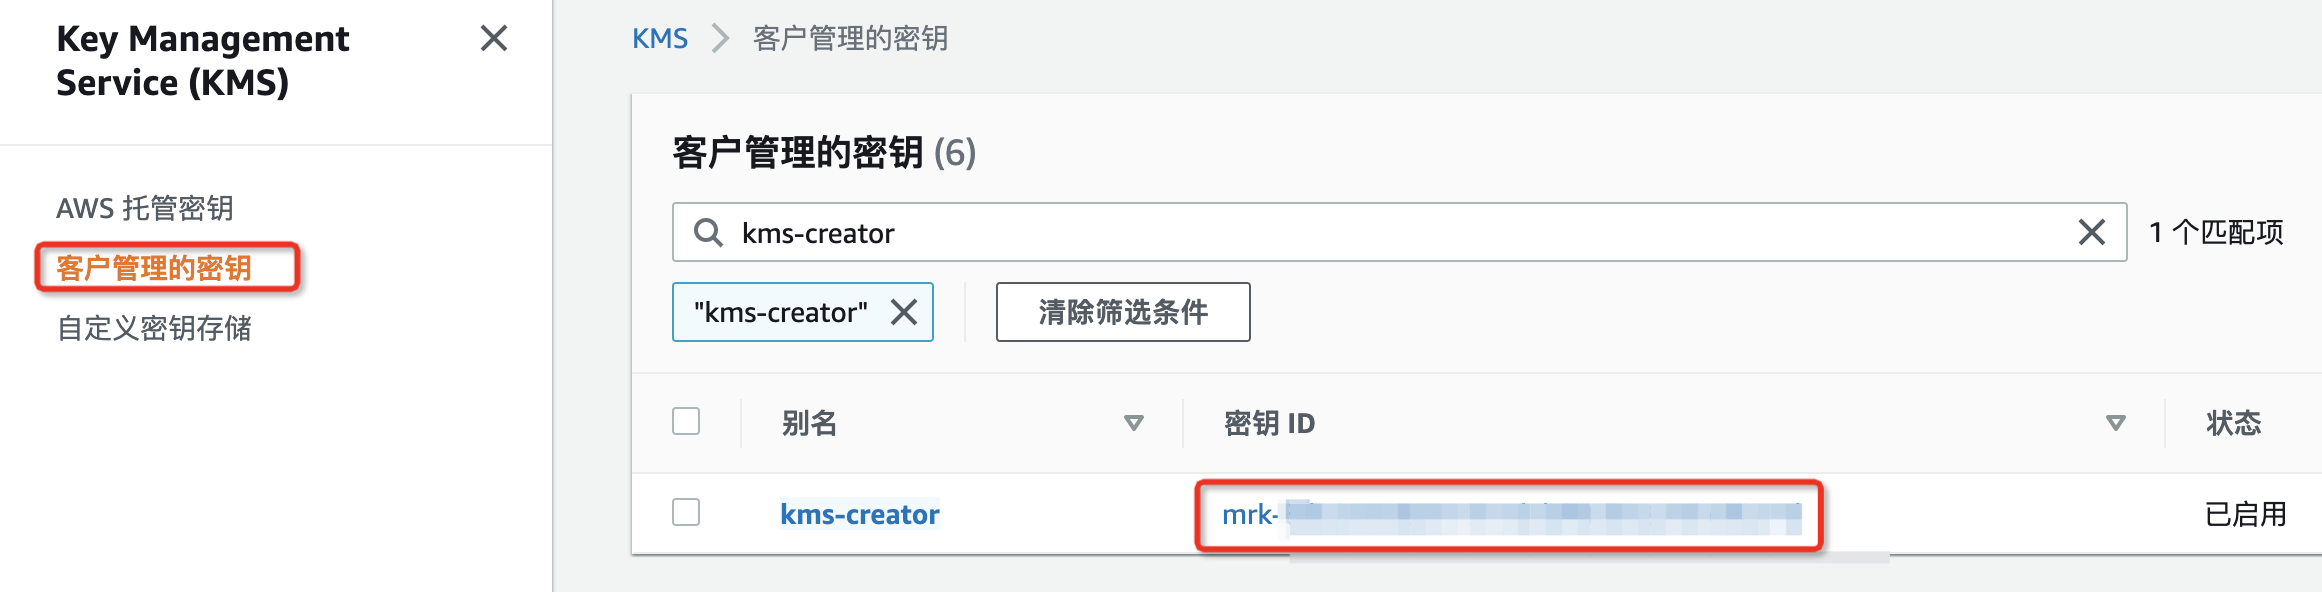 Key Management
Service (KMS)
AWS 托管密钥
客户管理的密钥
自定义密钥存储
KMS 客户管理的密钥
客户管理的密钥 (6)
kms-creator
1 个匹配项
"kms-creator"
清除筛选条件
别名 密钥 ID 状态
kms-creator mrk- 已启用